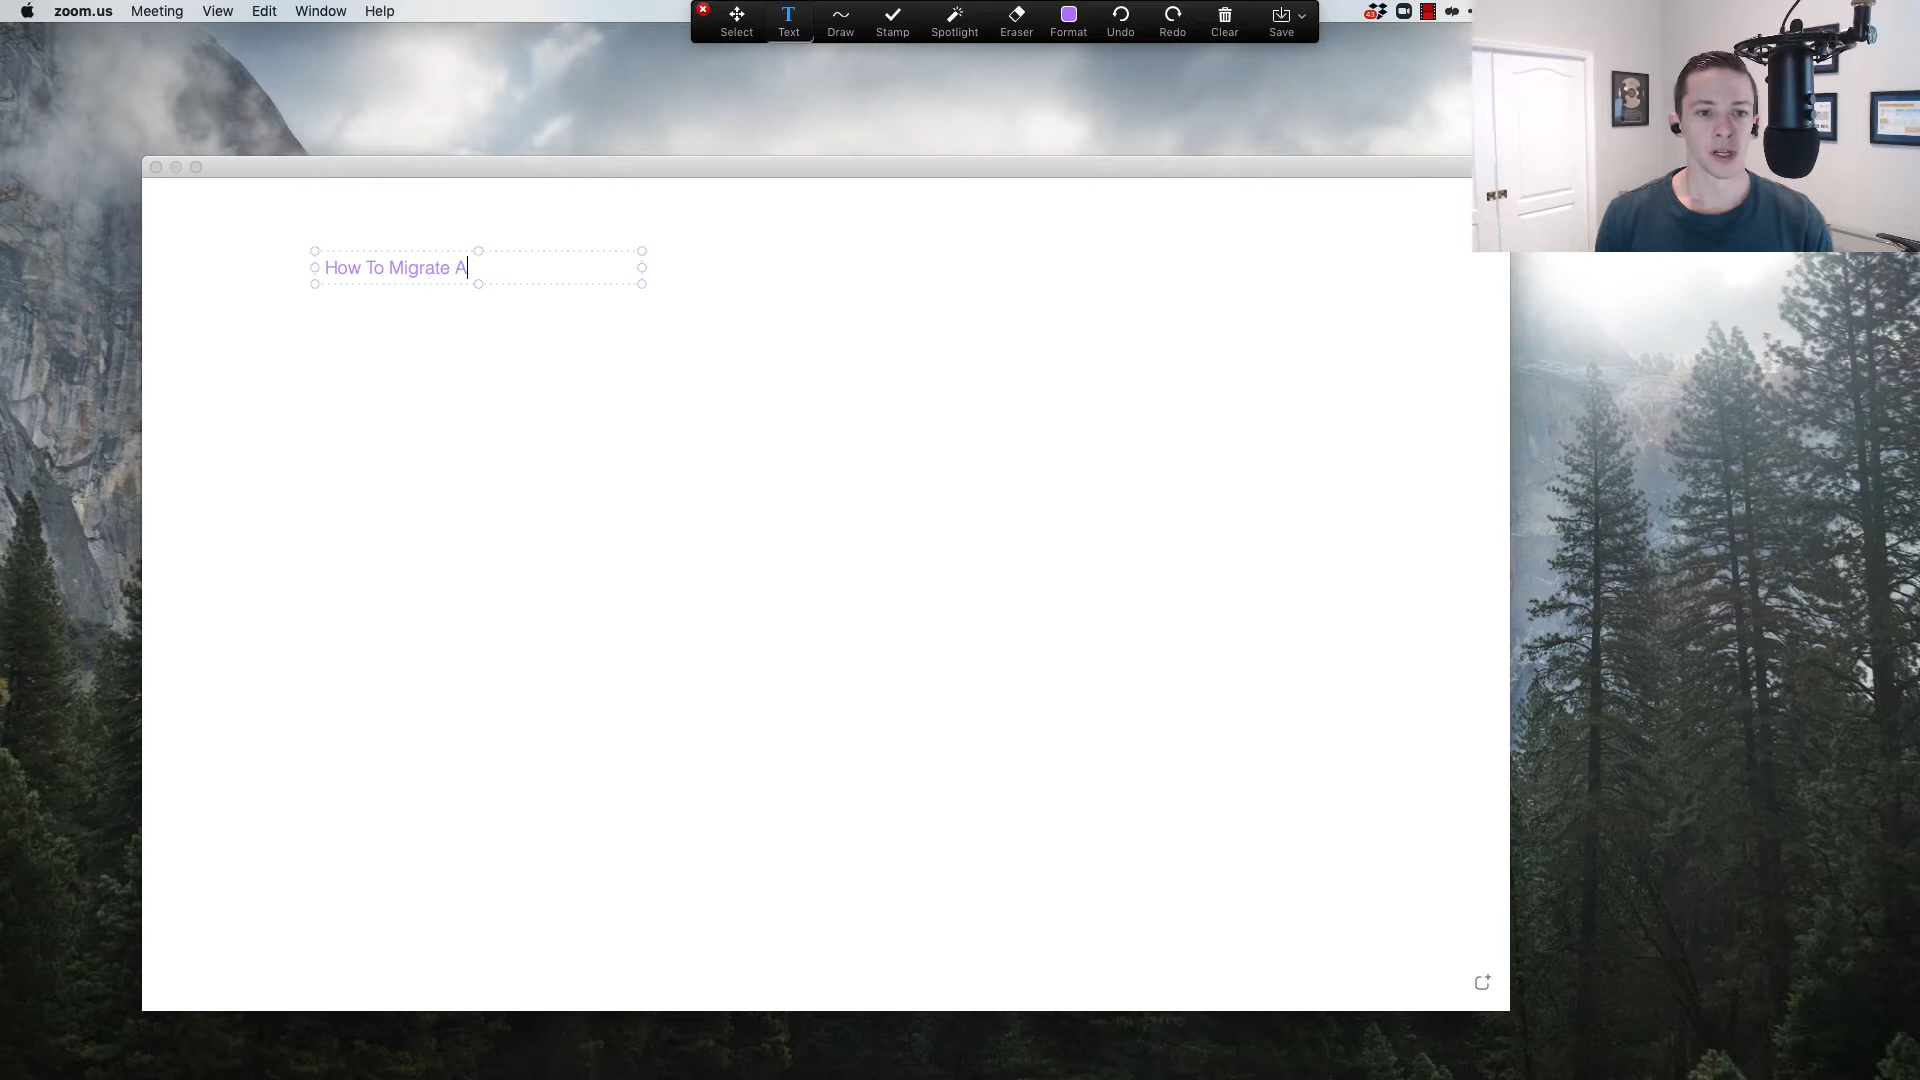 zoom.us Meeting View Edit Window Help
Select Text Draw Stamp Spotlight Eraser Format Undo Redo Clear Save
43
How To Migrate A